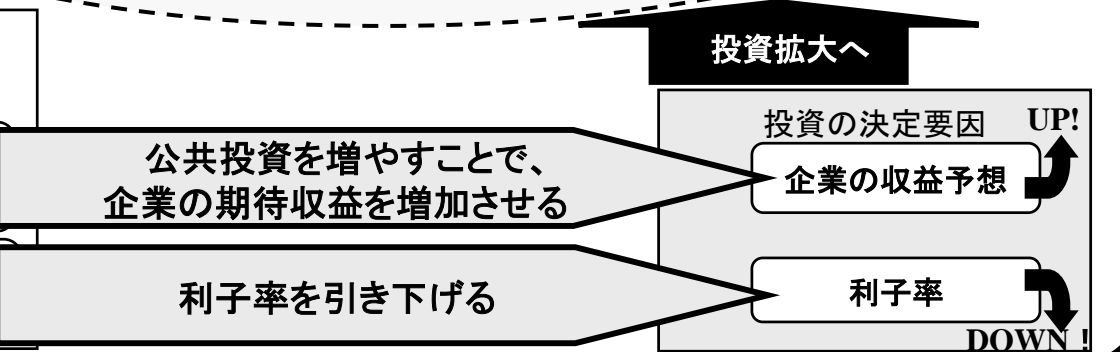 投資拡大へ
投資の決定要因
UP!
公共投資を増やすことで、
企業の期待収益を増加させる
企業の収益予想
利子率を引き下げる
利子率
DOWN !